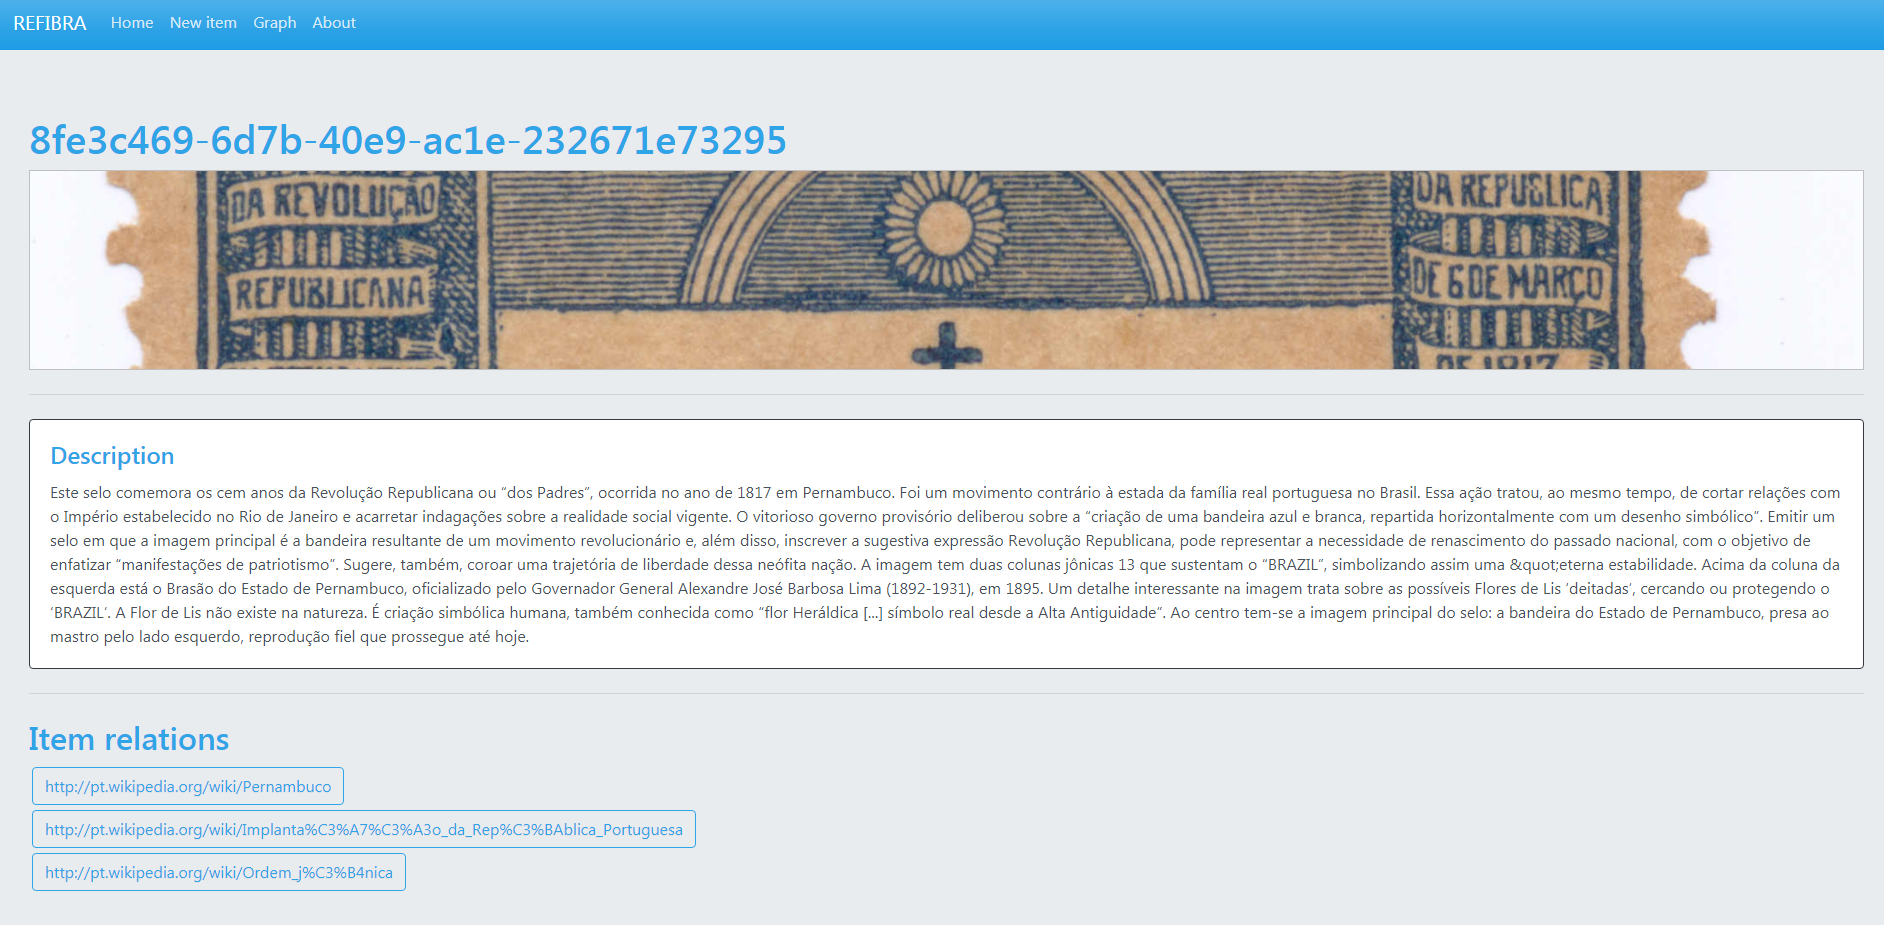 REFIBRA Home New item Graph About
8fe3c469-6d7b-40e9-ac1e-232671e73295
DA REVOLUÇÃO
REPUBLICANA
DA REPUBLICA
DE 6 DE MARÇO
DE 1817
Description
Este selo comemora os cem anos da Revolução Republicana ou “dos Padres”, ocorrida no ano de 1817 em Pernambuco. Foi um movimento contrário à estada da família real portuguesa no Brasil. Essa ação tratou, ao mesmo tempo, de cortar relações com
o Império estabelecido no Rio de Janeiro e acarretar indagações sobre a realidade social vigente. O vitorioso governo provisório deliberou sobre a “criação de uma bandeira azul e branca, repartida horizontalmente com um desenho simbólico”. Emitir um
selo em que a imagem principal é a bandeira resultante de um movimento revolucionário e, além disso, inscrever a sugestiva expressão Revolução Republicana, pode representar a necessidade de renascimento do passado nacional, com o objetivo de
enfatizar “manifestações de patriotismo”. Sugere, também, coroar uma trajetória de liberdade dessa neófita nação. A imagem tem duas colunas jônicas 13 que sustentam o “BRAZIL”, simbolizando assim uma &quot;eterna estabilidade. Acima da coluna da
esquerda está o Brasão do Estado de Pernambuco, oficializado pelo Governador General Alexandre José Barbosa Lima (1892-1931), em 1895. Um detalhe interessante na imagem trata sobre as possíveis Flores de Lis ‘deitadas’, cercando ou protegendo o
‘BRAZIL’. A Flor de Lis não existe na natureza. É criação simbólica humana, também conhecida como “flor Heráldica [...] símbolo real desde a Alta Antiguidade”. Ao centro tem-se a imagem principal do selo: a bandeira do Estado de Pernambuco, presa ao
mastro pelo lado esquerdo, reprodução fiel que prossegue até hoje.
Item relations
http://pt.wikipedia.org/wiki/Pernambuco
http://pt.wikipedia.org/wiki/Implanta%C3%A7%C3%A3o_da_Rep%C3%BAblica_Portuguesa
http://pt.wikipedia.org/wiki/Ordem_j%C3%B4nica